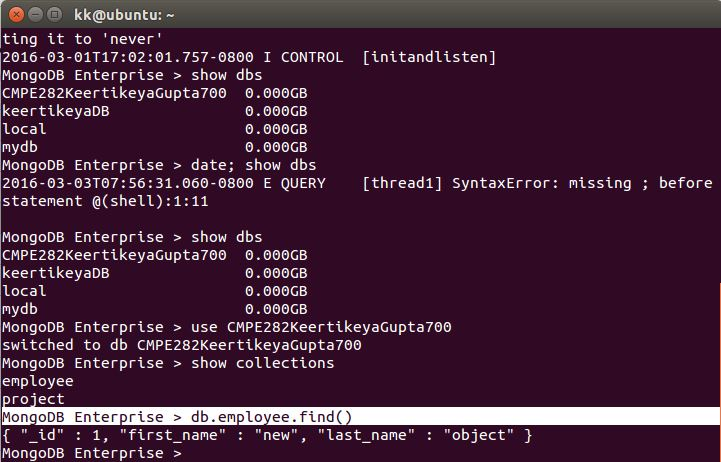 kk@ubuntu: ~
ting it to 'never'
2016-03-01T17:02:01.757-0800 I CONTROL  [initandlisten]
MongoDB Enterprise > show dbs
CMPE282KeertikeyaGupta700  0.000GB
keertikeyaDB               0.000GB
local                      0.000GB
mydb                       0.000GB
MongoDB Enterprise > date; show dbs
2016-03-03T07:56:31.060-0800 E QUERY    [thread1] SyntaxError: missing ; before
statement @(shell):1:11
MongoDB Enterprise > show dbs
CMPE282KeertikeyaGupta700  0.000GB
keertikeyaDB               0.000GB
local                      0.000GB
mydb                       0.000GB
MongoDB Enterprise > use CMPE282KeertikeyaGupta700
switched to db CMPE282KeertikeyaGupta700
MongoDB Enterprise > show collections
employee
project
MongoDB Enterprise > db.employee.find()
{ "_id" : 1, "first_name" : "new", "last_name" : "object" }
MongoDB Enterprise >